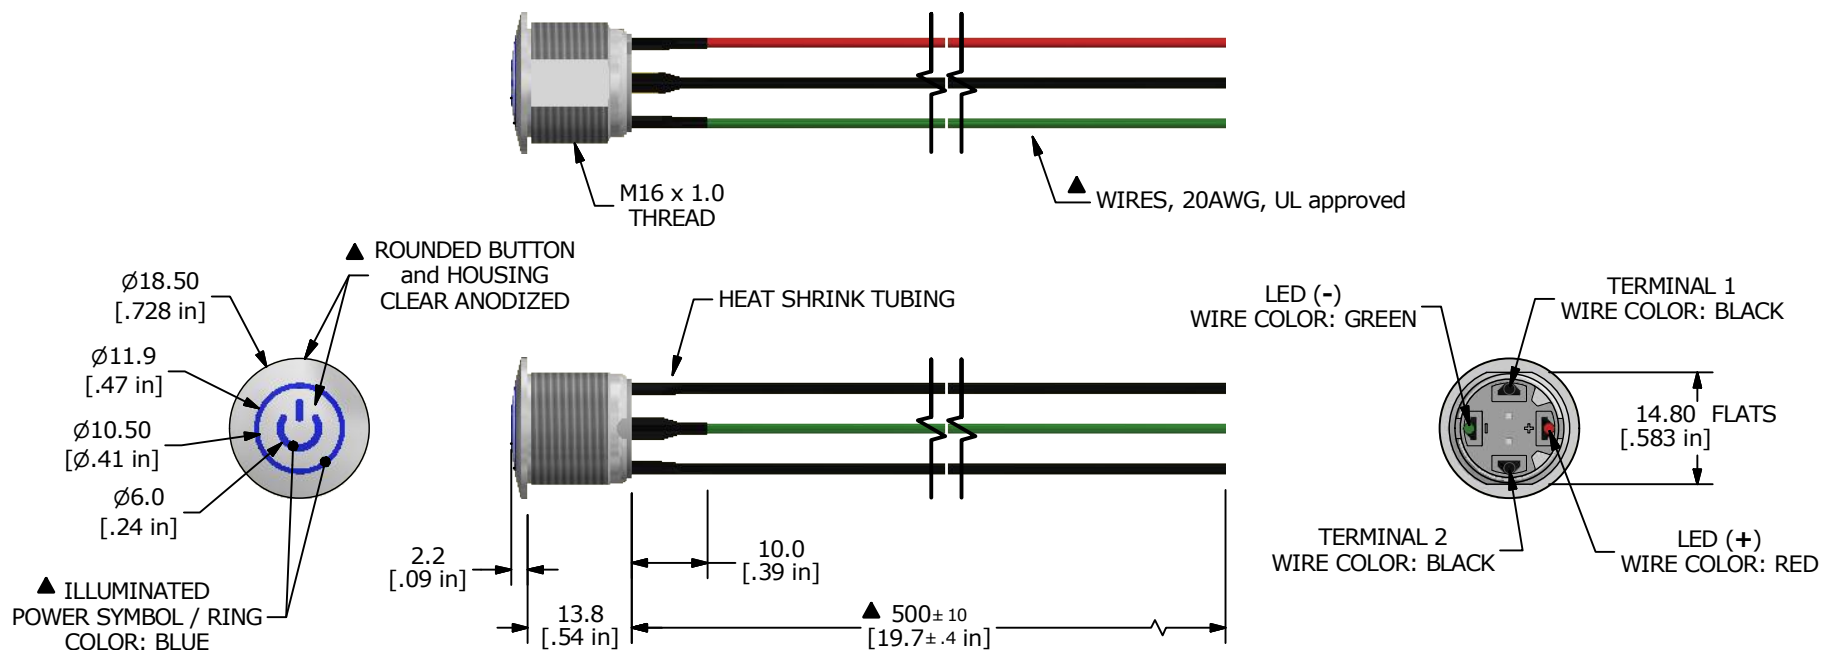 M16 x 1.0
THREAD
▲ WIRES, 20AWG, UL approved
▲ ROUNDED BUTTON
and HOUSING
CLEAR ANODIZED
Ø18.50
[.728 in]
Ø11.9
[.47 in]
Ø10.50
[Ø.41 in]
Ø6.0
[.24 in]
▲ ILLUMINATED
POWER SYMBOL / RING
COLOR: BLUE
HEAT SHRINK TUBING
2.2
[.09 in]
10.0
[.39 in]
13.8
[.54 in]
▲ 500± 10
[19.7± .4 in]
LED (-)
WIRE COLOR: GREEN
TERMINAL 1
WIRE COLOR: BLACK
- +
14.80 FLATS
[.583 in]
TERMINAL 2
WIRE COLOR: BLACK
LED (+)
WIRE COLOR: RED